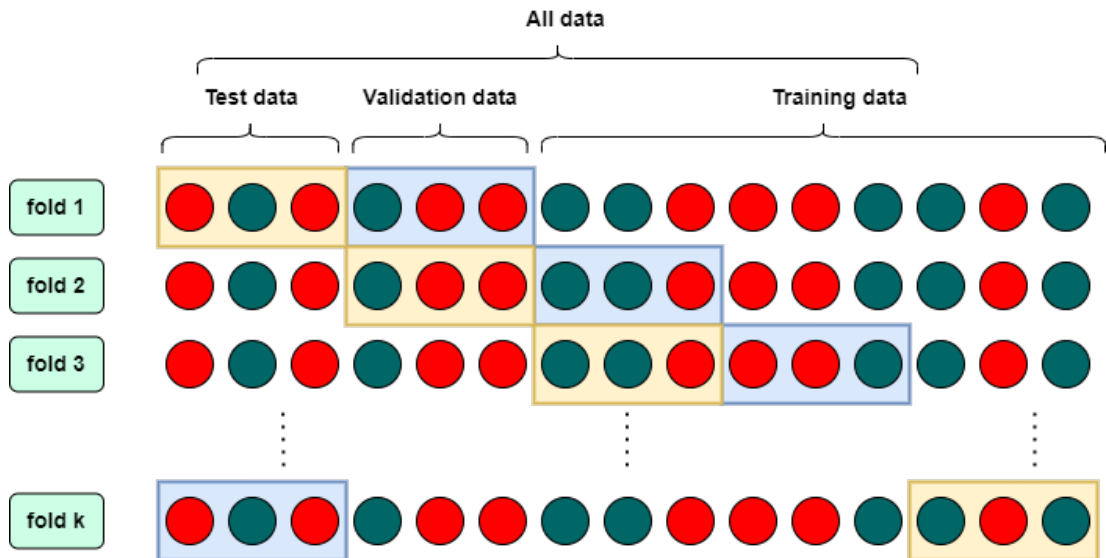 All data
Test data
Validation data
Training data
fold 1
fold 2
fold 3
fold k